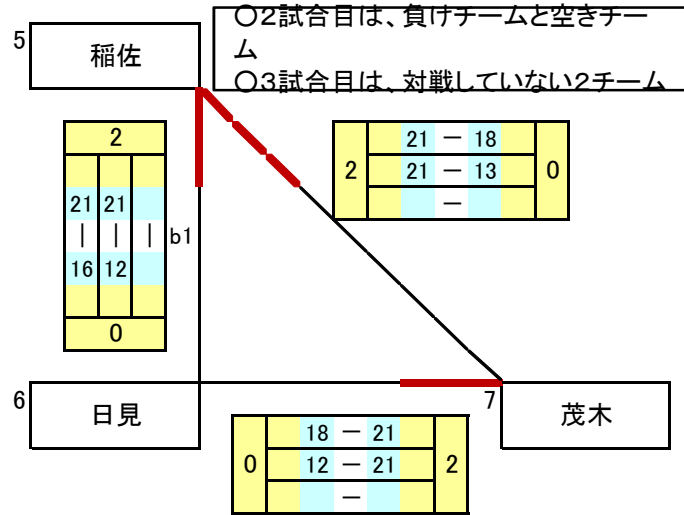 ○2試合目は、負けチームと空きチー
ム
○3試合目は、対戦していない2チーム
5
稲佐
2
21 21
| | |
16 12
0
b1
2
21 － 18
21 － 13
－
0
6
日見
7
茂木
0
18 － 21
12 － 21
－
2